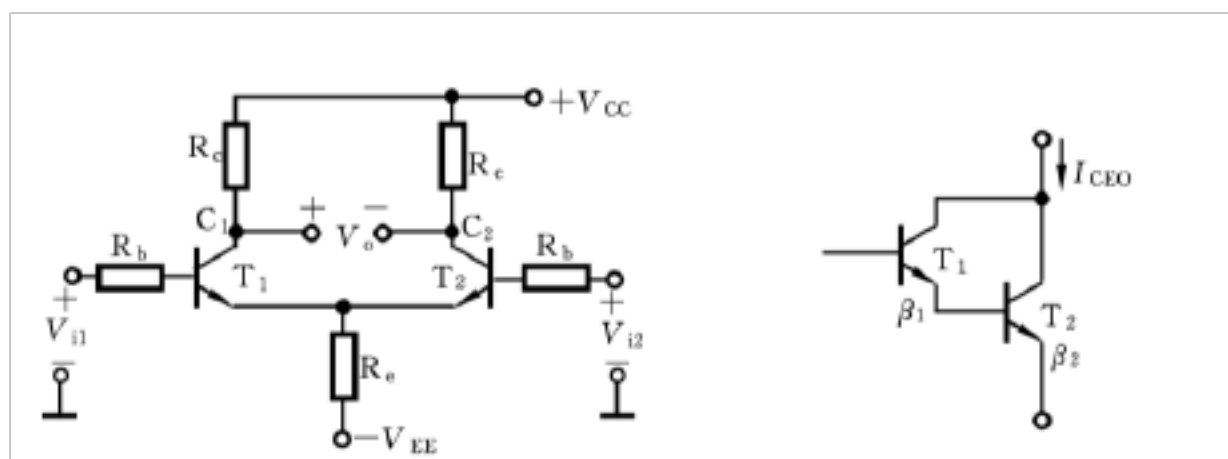 +V_CC
R_c
R_c
I_CEO
C_1
+
V_o
−
C_2
R_b
T_1
T_2
R_b
T_1
+
V_i1
−
+
V_i2
−
β_1
T_2
β_2
R_e
−V_EE